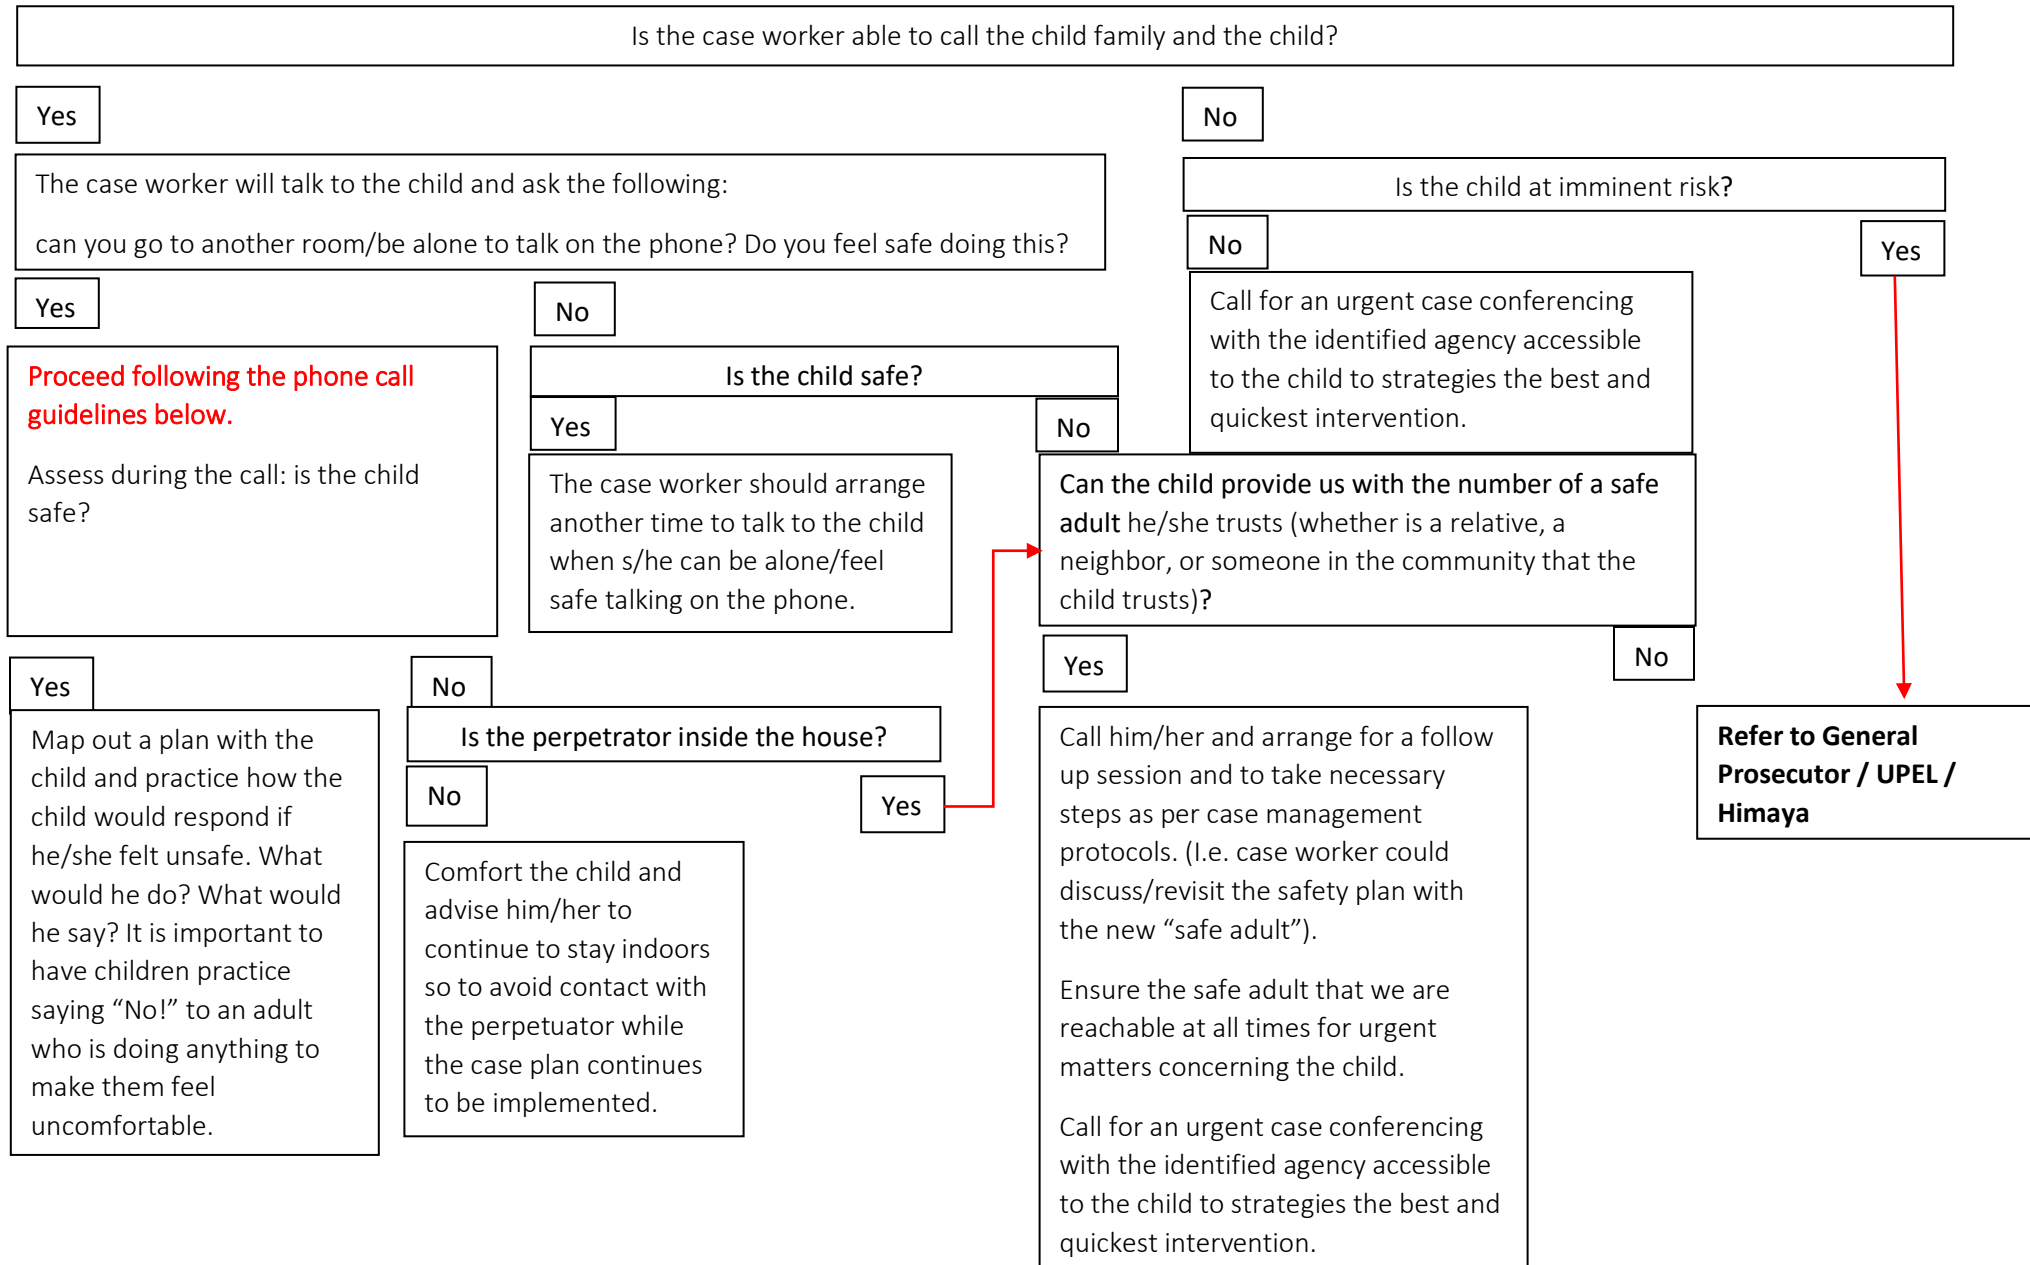 Is the case worker able to call the child family and the child?
Yes
No
The case worker will talk to the child and ask the following:
can you go to another room/be alone to talk on the phone? Do you feel safe doing this?
Is the child at imminent risk?
No
Yes
Yes
No
Call for an urgent case conferencing
with the identified agency accessible
to the child to strategies the best and
quickest intervention.
Proceed following the phone call
guidelines below.
Assess during the call: is the child
safe?
Is the child safe?
Yes
No
The case worker should arrange
another time to talk to the child
when s/he can be alone/feel
safe talking on the phone.
Can the child provide us with the number of a safe
adult he/she trusts (whether is a relative, a
neighbor, or someone in the community that the
child trusts)?
Yes
No
Yes
No
Map out a plan with the
child and practice how the
child would respond if
he/she felt unsafe. What
would he do? What would
he say? It is important to
have children practice
saying “No!” to an adult
who is doing anything to
make them feel
uncomfortable.
Is the perpetrator inside the house?
No
Yes
Comfort the child and
advise him/her to
continue to stay indoors
so to avoid contact with
the perpetuator while
the case plan continues
to be implemented.
Call him/her and arrange for a follow
up session and to take necessary
steps as per case management
protocols. (I.e. case worker could
discuss/revisit the safety plan with
the new “safe adult”).
Ensure the safe adult that we are
reachable at all times for urgent
matters concerning the child.
Call for an urgent case conferencing
with the identified agency accessible
to the child to strategies the best and
quickest intervention.
Refer to General
Prosecutor / UPEL /
Himaya